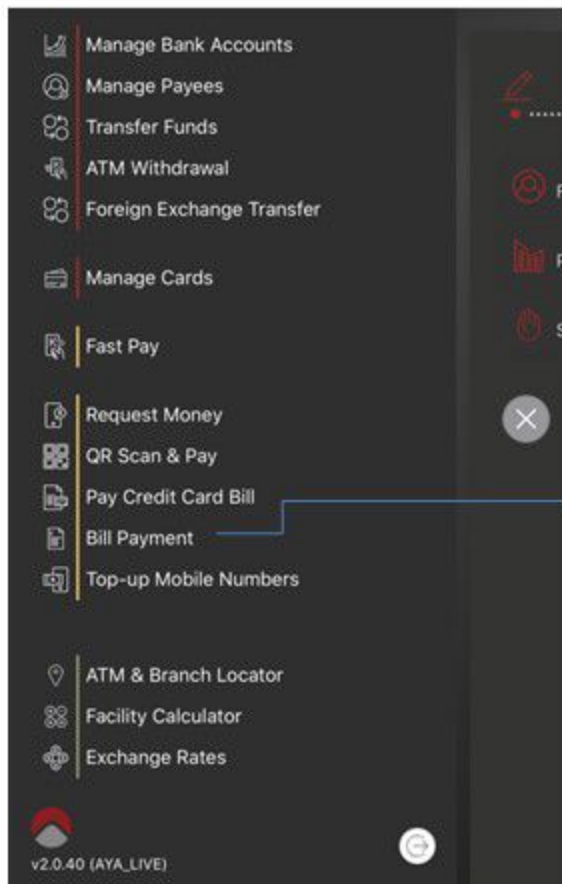 Manage Bank Accounts
Manage Payees
Transfer Funds
ATM Withdrawal
Foreign Exchange Transfer
Manage Cards
Fast Pay
Request Money
QR Scan & Pay
Pay Credit Card Bill
Bill Payment
Top-up Mobile Numbers
ATM & Branch Locator
Facility Calculator
Exchange Rates
v2.0.40 (AYA_LIVE)